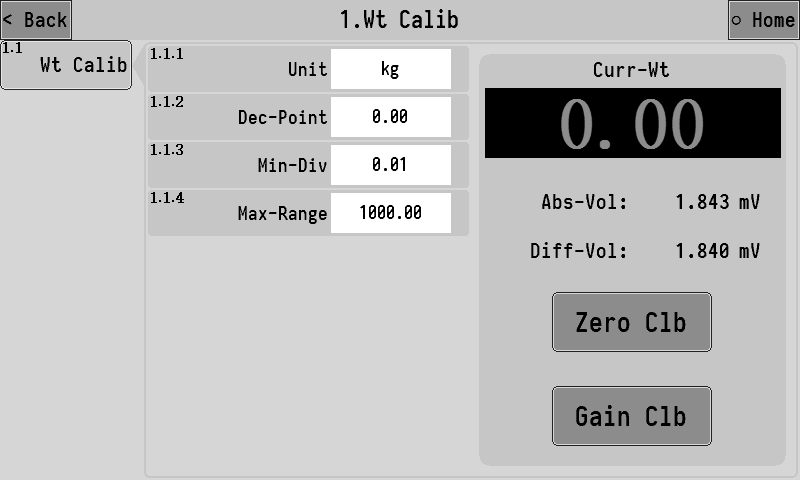 < Back
1.Wt Calib
○ Home
1.1
Wt Calib
1.1.1
Unit
kg
1.1.2
Dec-Point
0.00
1.1.3
Min-Div
0.01
1.1.4
Max-Range
1000.00
Curr-Wt
0.00
Abs-Vol: 1.843 mV
Diff-Vol: 1.840 mV
Zero Clb
Gain Clb